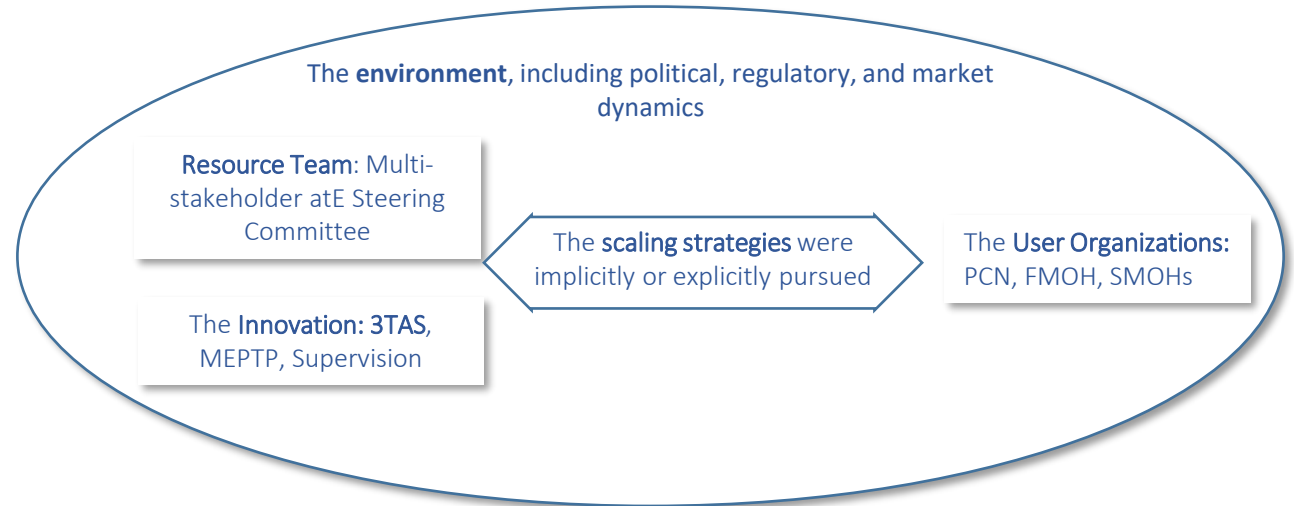 The environment, including political, regulatory, and market
dynamics
Resource Team: Multi-
stakeholder atE Steering
Committee
The Innovation: 3TAS,
MEPTP, Supervision
The scaling strategies were
implicitly or explicitly pursued
The User Organizations:
PCN, FMOH, SMOHs